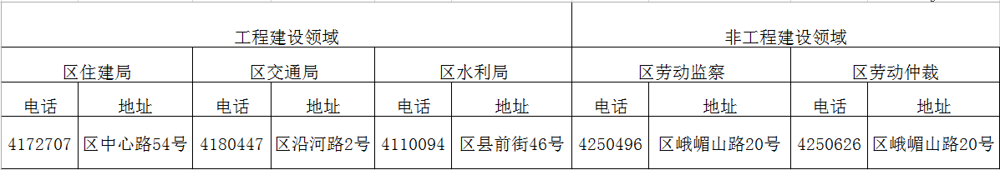 工程建设领域 非工程建设领域
区住建局 区交通局 区水利局 区劳动监察 区劳动仲裁
电话 地址 电话 地址 电话 地址 电话 地址 电话 地址
4172707 区中心路54号 4180447 区沿河路2号 4110094 区县前街46号 4250496 区峨嵋山路20号 4250626 区峨嵋山路20号